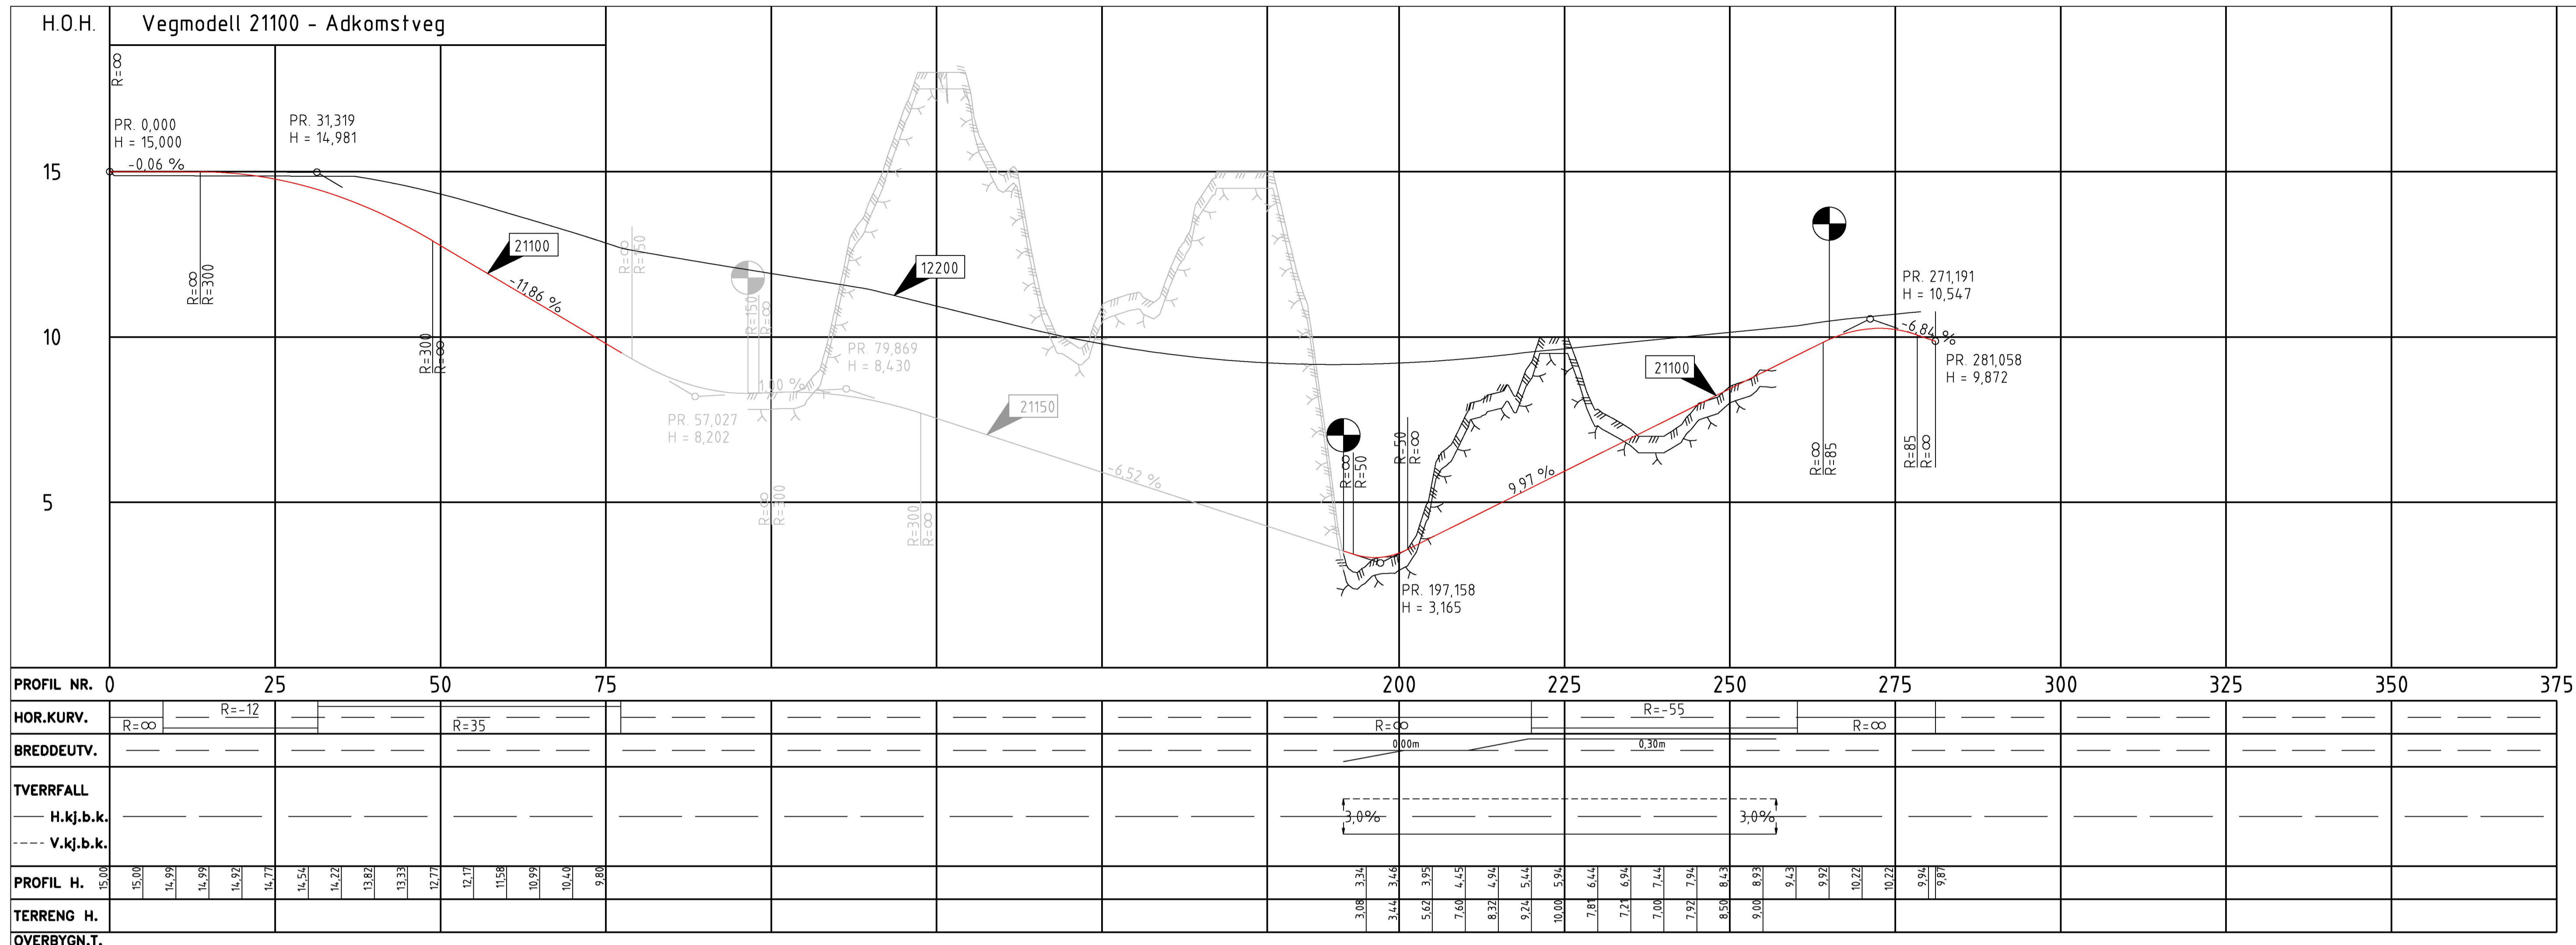 H.O.H.
Vegmodell 21100 - Adkomstveg
R=∞
PR. 0,000
H = 15,000
-0,06 %
PR. 31,319
H = 14,981
15
10
5
R=∞
R=300
R=300
R=∞
21100
-11,86 %
R=∞
R=150
R=150
R=∞
PR. 57,027
H = 8,202
1,00 %
PR. 79,869
H = 8,430
R=∞
R=300
12200
21150
R=300
R=∞
-6,52 %
R=∞
R=50
R=50
R=∞
PR. 197,158
H = 3,165
9,97 %
21100
R=∞
R=85
PR. 271,191
H = 10,547
-6,84 %
R=85
R=∞
PR. 281,058
H = 9,872
PROFIL NR. 0 25 50 75 200 225 250 275 300 325 350 375
HOR.KURV. R=∞ R=-12 R=35 R=∞ R=-55 R=∞
BREDDEUTV. 0,00m 0,30m
TVERRFALL
H.kj.b.k. 3,0% 3,0%
V.kj.b.k.
PROFIL H. 15,00 15,00 14,99 14,99 14,92 14,77 14,54 14,22 13,82 13,33 12,77 12,17 11,58 10,99 10,40 9,80 3,34 3,46 3,95 4,45 4,94 5,44 5,94 6,44 6,94 7,44 7,94 8,43 8,93 9,43 9,92 10,22 10,22 9,94 9,87
TERRENG H. 3,08 3,44 5,62 7,60 8,32 9,24 10,00 7,81 7,21 7,00 7,92 8,50 9,00
OVERBYGN.T.